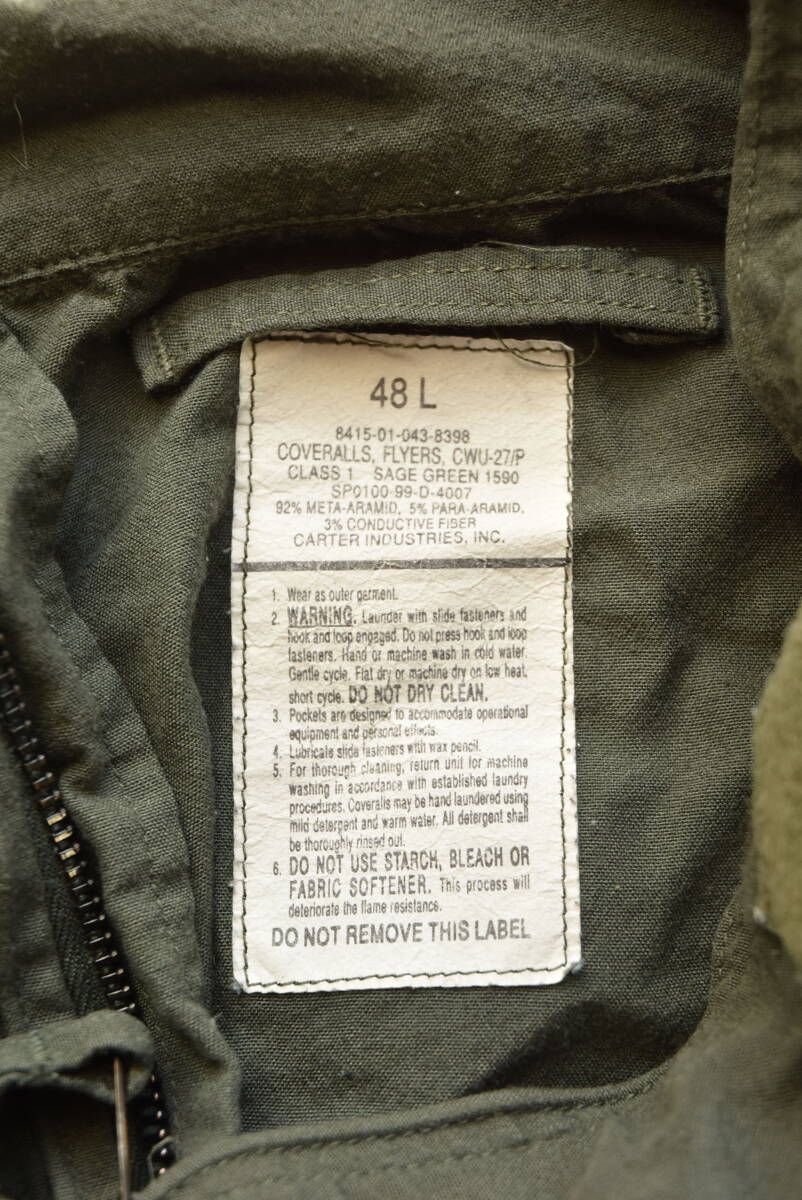 48 L
8415-01-043-8398
COVERALLS, FLYERS, CWU-27/P
CLASS 1 SAGE GREEN 1590
SP0100-99-D-4007
92% META-ARAMID, 5% PARA-ARAMID,
3% CONDUCTIVE FIBER
CARTER INDUSTRIES, INC.
1. Wear as outer garment.
2. WARNING. Launder with slide fasteners and
hook and loop engaged. Do not press hook and loop
fasteners. Hand or machine wash in cold water.
Gentle cycle. Flat dry or machine dry on low heat,
short cycle. DO NOT DRY CLEAN.
3. Pockets are designed to accommodate operational
equipment and personal effects.
4. Lubricate slide fasteners with wax pencil.
5. For thorough cleaning, return unit for machine
washing in accordance with established laundry
procedures. Coveralls may be hand laundered using
mild detergent and warm water. All detergent shall
be thoroughly rinsed out.
6. DO NOT USE STARCH, BLEACH OR
FABRIC SOFTENER. This process will
deteriorate the flame resistance.
DO NOT REMOVE THIS LABEL